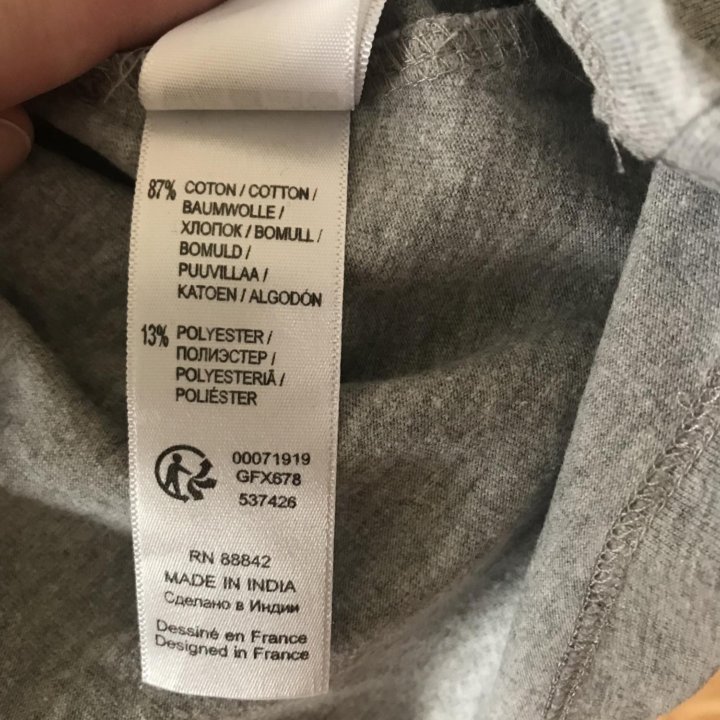 87% COTON / COTTON /
BAUMWOLLE /
ХЛОПОК / BOMULL /
BOMULD /
PUUVILLAA /
KATOEN / ALGODÓN
13% POLYESTER /
ПОЛИЭСТЕР /
POLYESTERIÄ /
POLIÉSTER
00071919
GFX678
537426
RN 88842
MADE IN INDIA
Сделано в Индии
Dessiné en France
Designed in France